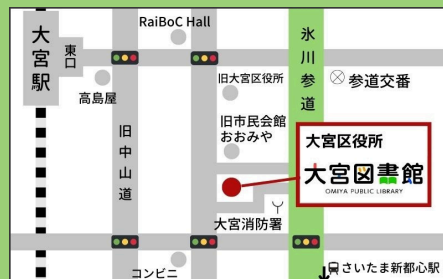 RaiBoC Hall
大宮駅
東口
高島屋
旧中山道
旧大宮区役所
旧市民会館
おおみや
氷川参道
参道交番
大宮区役所
大宮図書館
OMIYA PUBLIC LIBRARY
大宮消防署
コンビニ
さいたま新都心駅